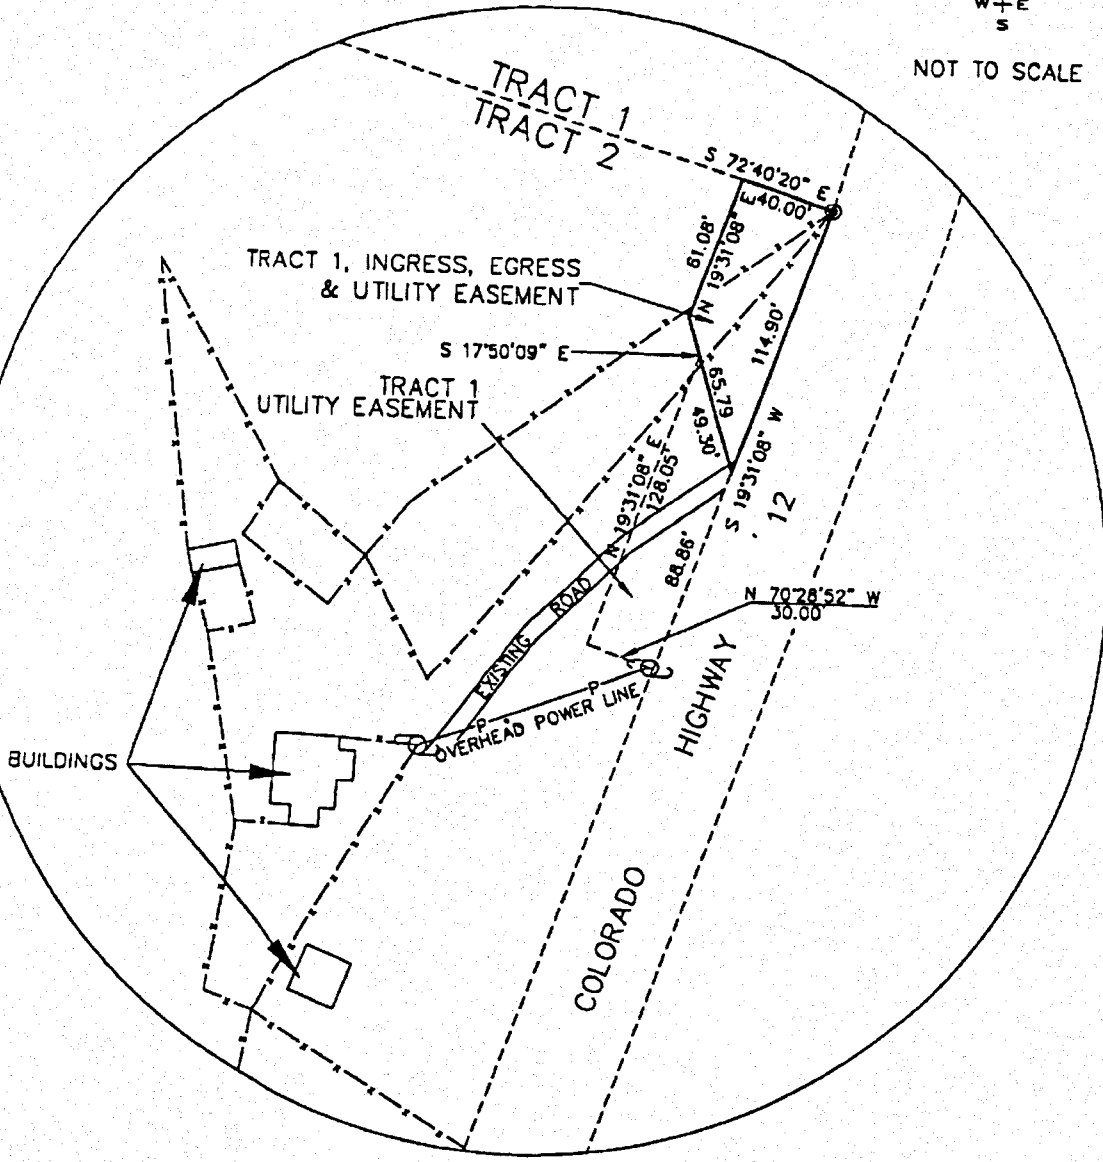 W+E
S
NOT TO SCALE
TRACT 1
TRACT 2
S 72°40'20" E
40.00'
61.08'
N 19°31'08" E
TRACT 1, INGRESS, EGRESS
& UTILITY EASEMENT
114.90'
S 17°50'09" E
65.79
49.30'
TRACT 1
UTILITY EASEMENT
N 19°31'08" E
128.05'
S 19°31'08" W
88.86'
12
N 70°28'52" W
30.00
EXISTING ROAD
P
P
OVERHEAD POWER LINE
HIGHWAY
BUILDINGS
COLORADO